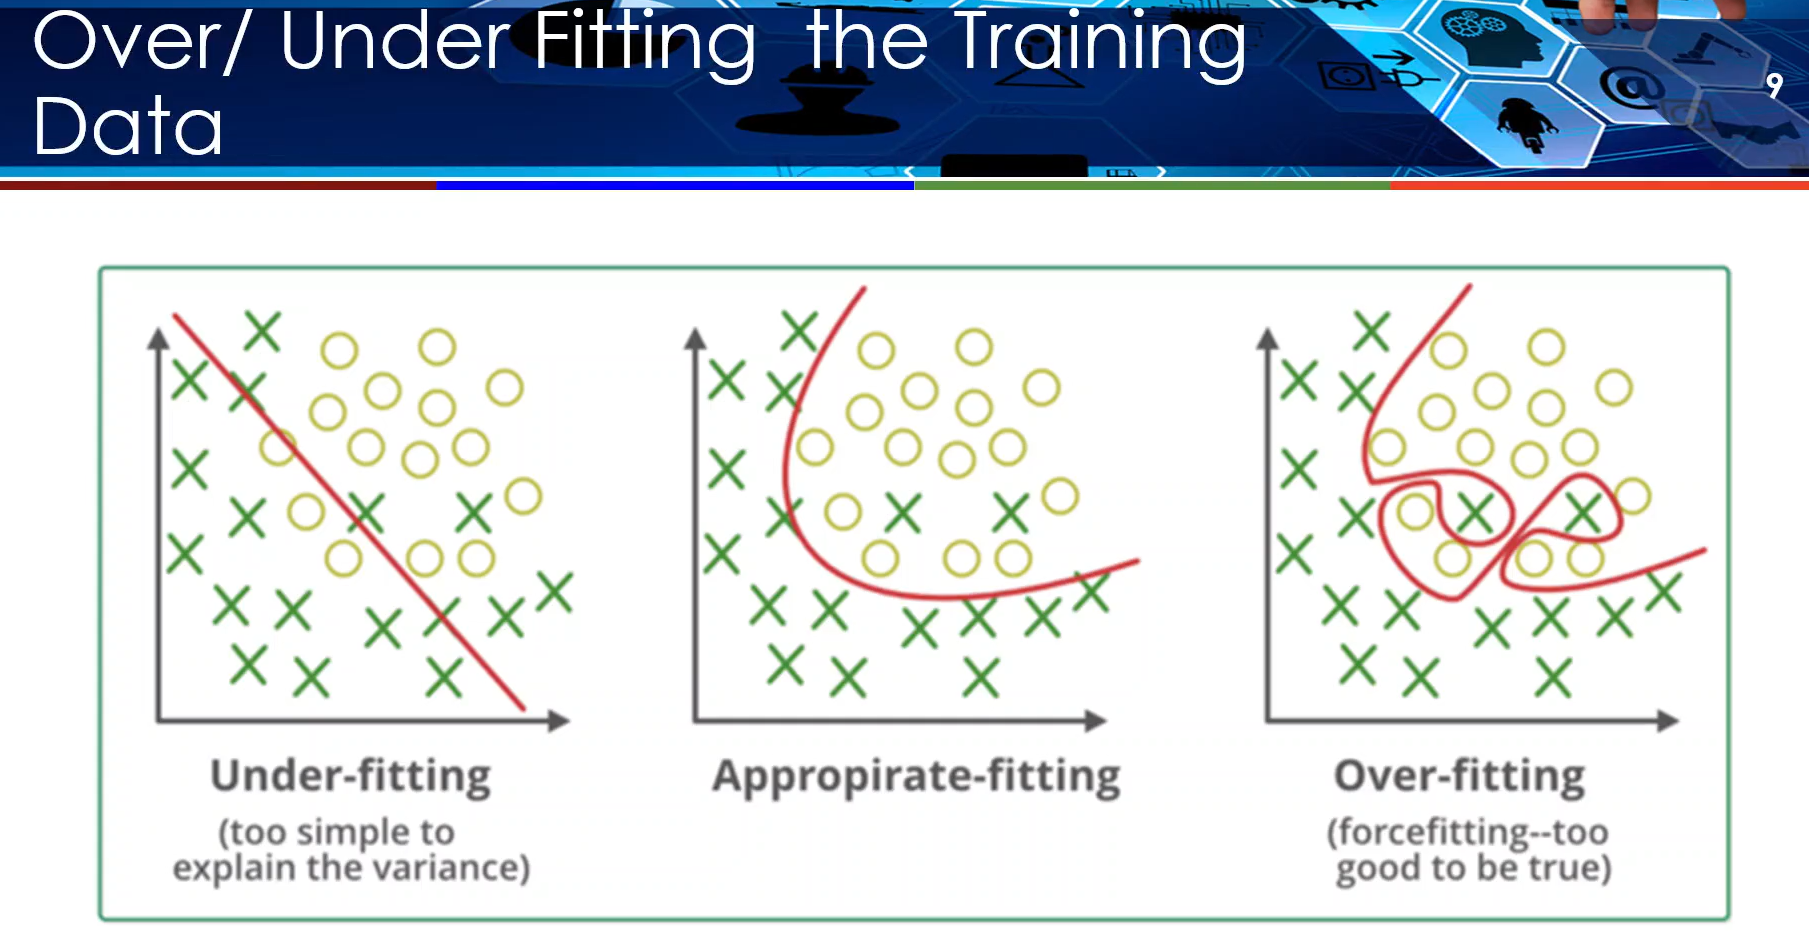 Over/ Under Fitting  the Training
Data
9
Under-fitting
(too simple to
explain the variance)
Appropirate-fitting
Over-fitting
(forcefitting--too
good to be true)